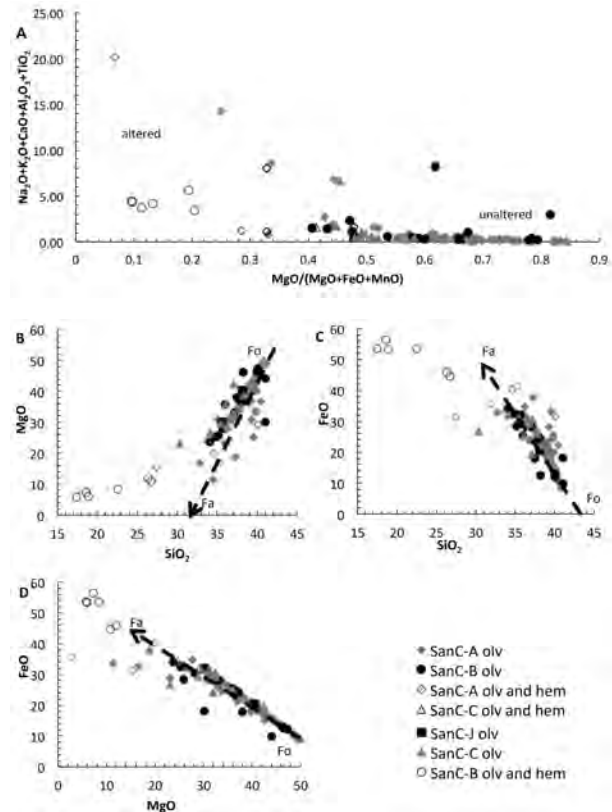 A
Na₂O+K₂O+CaO+Al₂O₃+TiO₂
25.00
20.00
15.00
10.00
5.00
0.00
altered
unaltered
0 0.1 0.2 0.3 0.4 0.5 0.6 0.7 0.8 0.9
MgO/(MgO+FeO+MnO)
B
MgO
60
50
40
30
20
10
0
Fo
Fa
15 20 25 30 35 40 45
SiO₂
C
FeO
60
50
40
30
20
10
0
Fa
Fo
15 20 25 30 35 40 45
SiO₂
D
FeO
60
50
40
30
20
10
0
Fa
Fo
0 10 20 30 40 50
MgO
SanC-A olv
SanC-B olv
SanC-A olv and hem
SanC-C olv and hem
SanC-J olv
SanC-C olv
SanC-B olv and hem